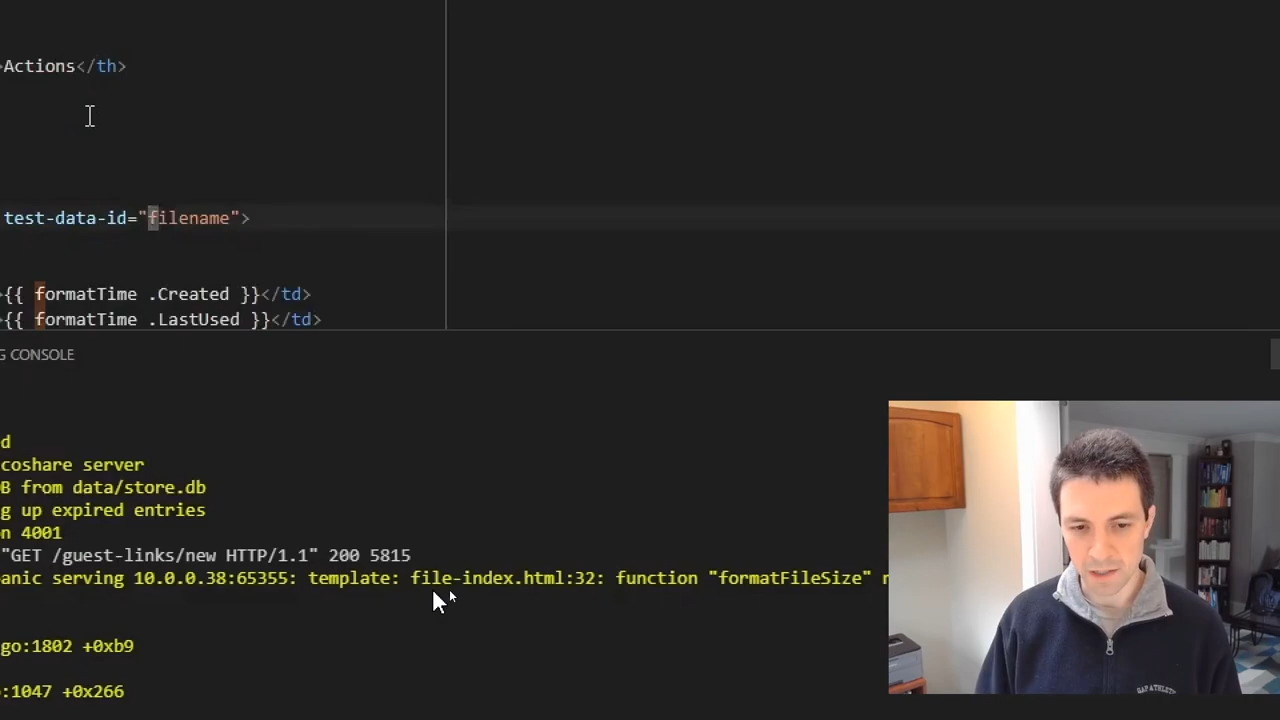 >Actions</th>
test-data-id="filename">
>{{ formatTime .Created }}</td>
>{{ formatTime .LastUsed }}</td>
G CONSOLE
d
coshare server
B from data/store.db
g up expired entries
n 4001
"GET /guest-links/new HTTP/1.1" 200 5815
anic serving 10.0.0.38:65355: template: file-index.html:32: function "formatFileSize" n
go:1802 +0xb9
:1047 +0x266
GAP ATHLETIC